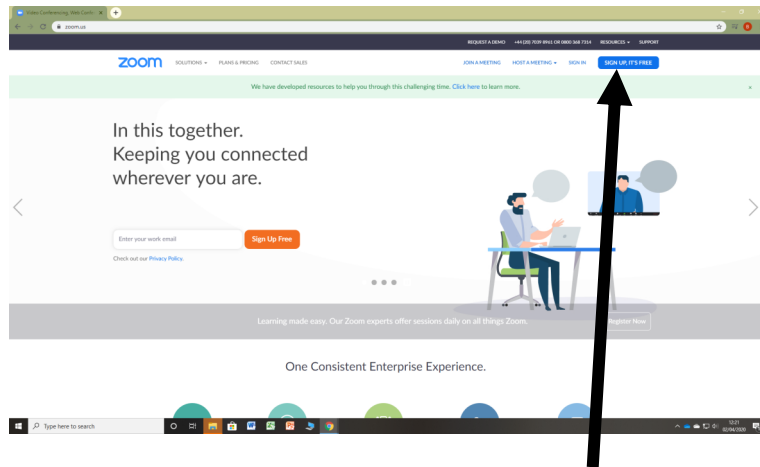 Video Conferencing, Web Confe
zoom.us
REQUEST A DEMO +44 (20) 7039 8961 OR 0800 368 7314 RESOURCES SUPPORT
zoom SOLUTIONS PLANS & PRICING CONTACT SALES JOIN A MEETING HOST A MEETING SIGN IN SIGN UP, IT'S FREE
We have developed resources to help you through this challenging time. Click here to learn more. x
In this together.
Keeping you connected
wherever you are.
Enter your work email Sign Up Free
Check out our Privacy Policy.
Learning made easy. Our Zoom experts offer sessions daily on all things Zoom. Register Now
One Consistent Enterprise Experience.
Type here to search
12:21
02/04/2020